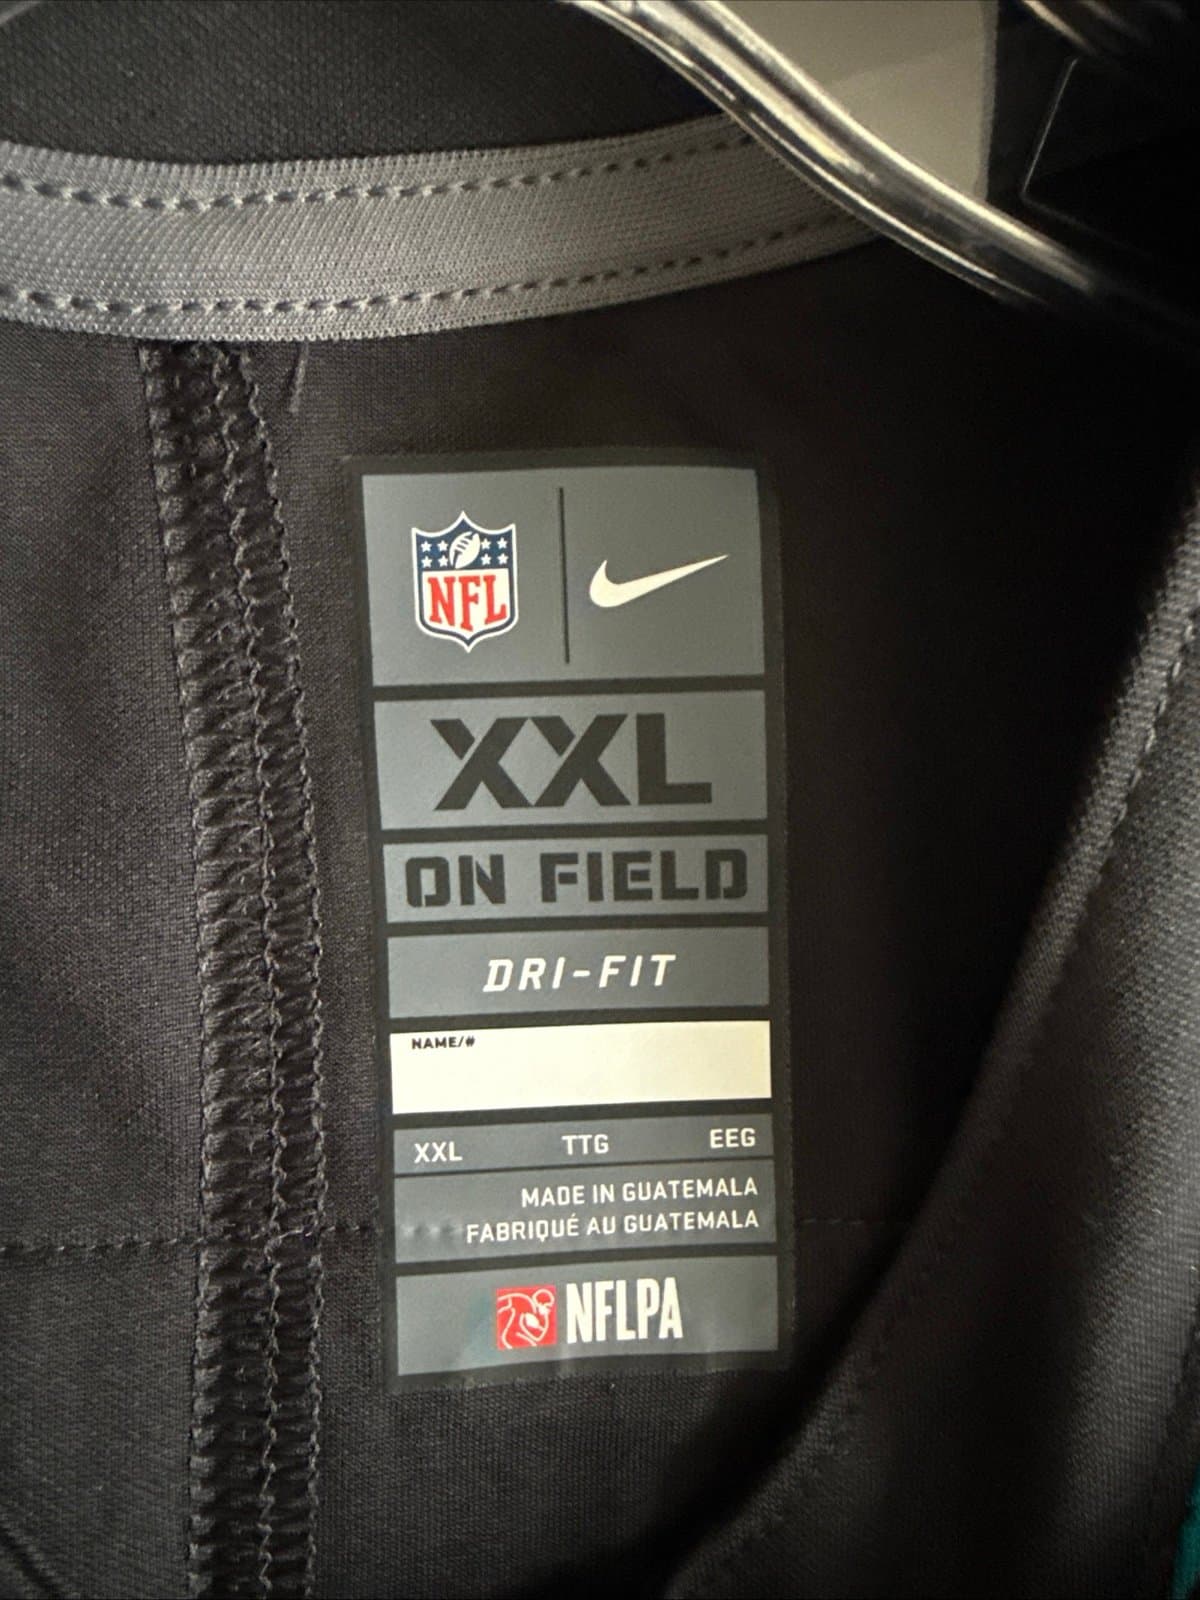 NFL
XXL
ON FIELD
DRI-FIT
NAME/#
XXL TTG EEG
MADE IN GUATEMALA
FABRIQUÉ AU GUATEMALA
NFLPA